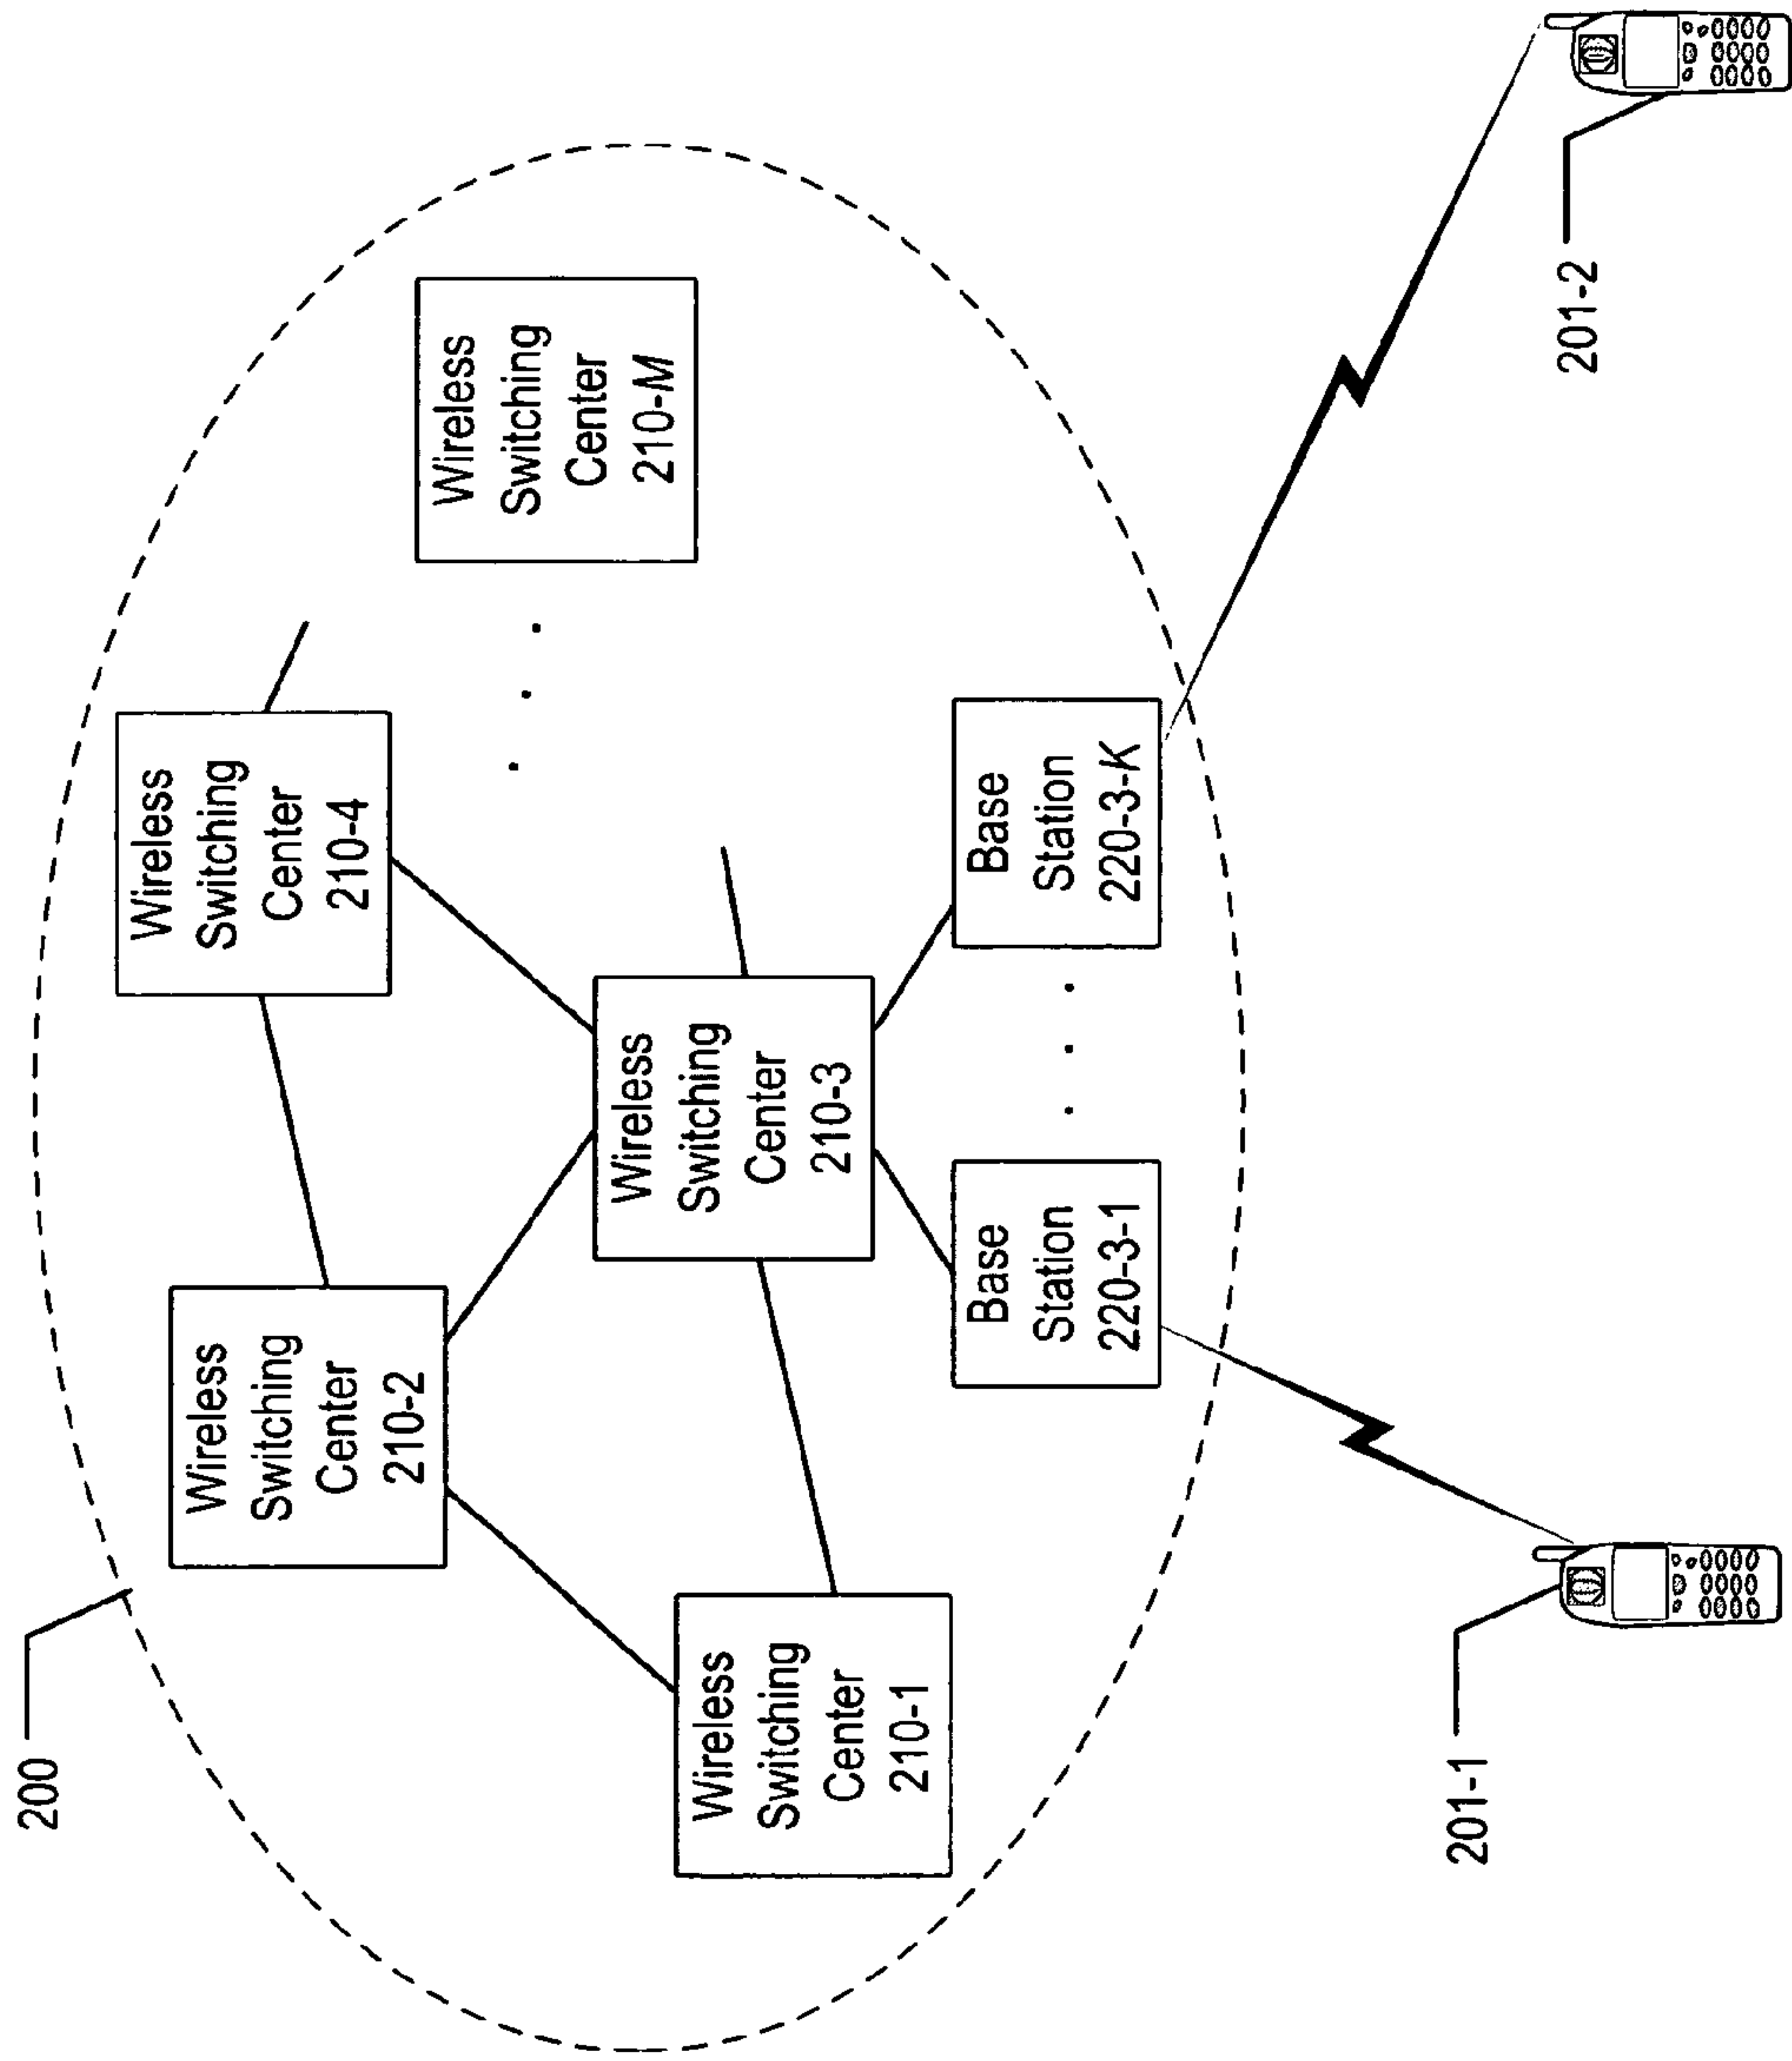 200
Wireless
Switching
Center
210-2
Wireless
Switching
Center
210-4
Wireless
Switching
Center
210-M
Wireless
Switching
Center
210-1
Wireless
Switching
Center
210-3
Base
Station
220-3-1
Base
Station
220-3-K
201-1
201-2